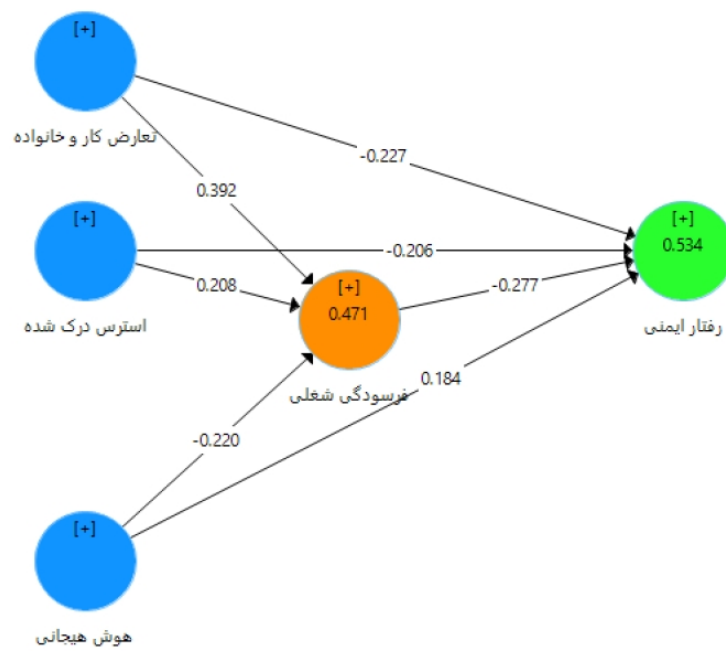 [+]
تعارض کار و خانواده
-0.227
0.392
[+]
استرس درک شده
-0.206
0.208
[+]
0.534
رفتار ایمنی
[+]
0.471
فرسودگی شغلی
-0.277
0.184
-0.220
[+]
هوش هیجانی